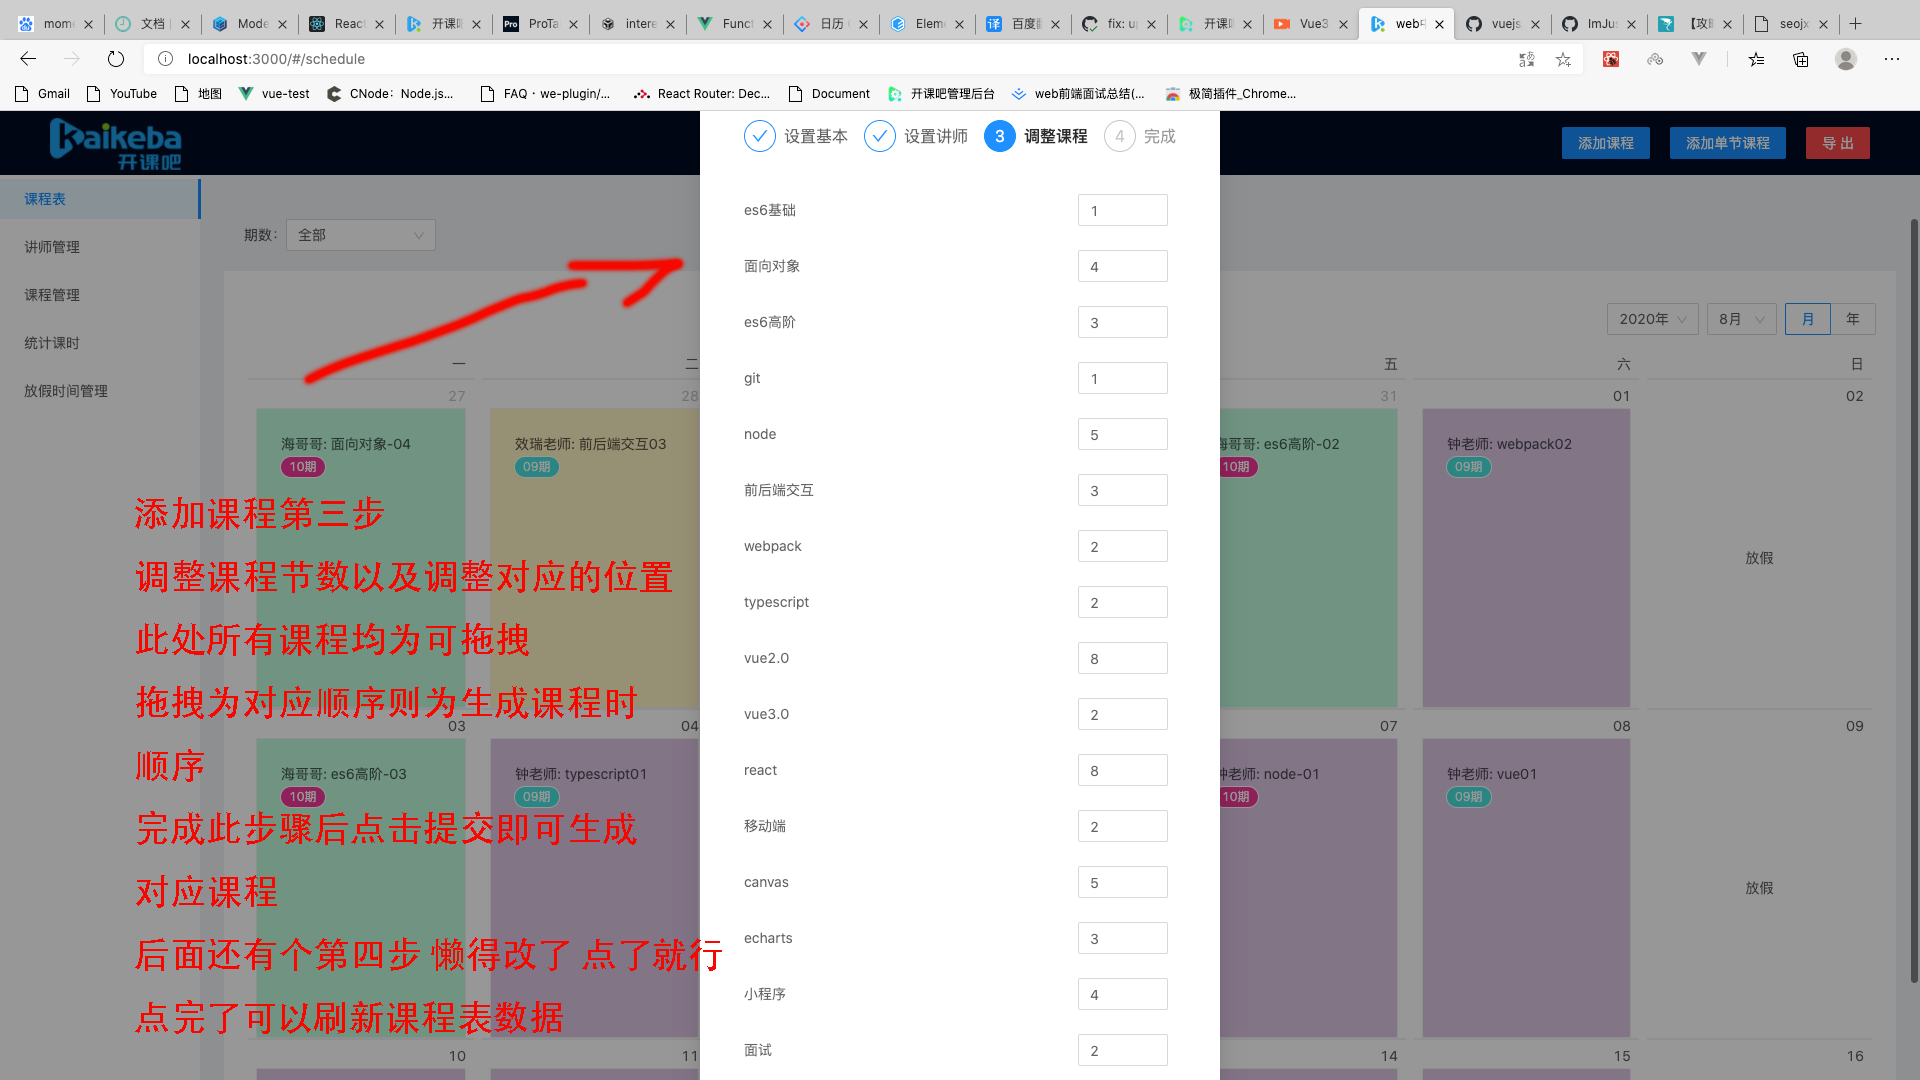 mom
文档
Mode
React
开课吧
ProTa
intere
Funct
日历
Eleme
百度翻
fix: up
开课吧
Vue3
web中
vuejs
ImJus
【攻略
seojx
localhost:3000/#/schedule
Gmail
YouTube
地图
vue-test
CNode：Node.js...
FAQ · we-plugin/...
React Router: Dec...
Document
开课吧管理后台
web前端面试总结(...
极简插件_Chrome...
kaikeba
开课吧
设置基本
设置讲师
3 调整课程
4 完成
添加课程
添加单节课程
导 出
课程表
讲师管理
课程管理
统计课时
放假时间管理
期数: 全部
2020年
8月
月
年
一
二
五
六
日
27
28
31
01
02
海哥哥: 面向对象-04
10期
效瑞老师: 前后端交互03
09期
海哥哥: es6高阶-02
10期
钟老师: webpack02
09期
放假
03
04
07
08
09
海哥哥: es6高阶-03
10期
钟老师: typescript01
09期
钟老师: node-01
10期
钟老师: vue01
09期
放假
10
11
14
15
16
es6基础 1
面向对象 4
es6高阶 3
git 1
node 5
前后端交互 3
webpack 2
typescript 2
vue2.0 8
vue3.0 2
react 8
移动端 2
canvas 5
echarts 3
小程序 4
面试 2
添加课程第三步
调整课程节数以及调整对应的位置
此处所有课程均为可拖拽
拖拽为对应顺序则为生成课程时
顺序
完成此步骤后点击提交即可生成
对应课程
后面还有个第四步 懒得改了 点了就行
点完了可以刷新课程表数据